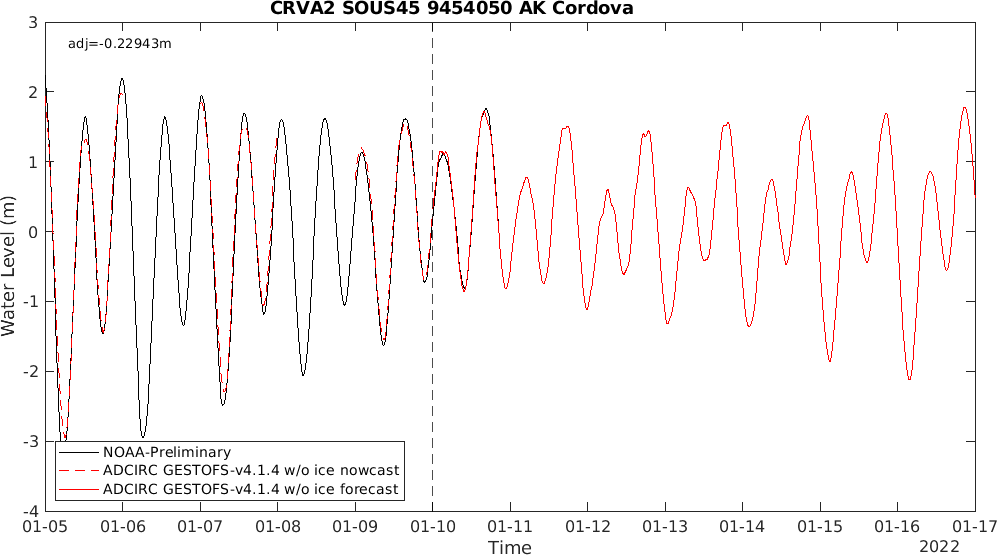 CRVA2 SOUS45 9454050 AK Cordova
adj=-0.22943m
3
2
1
0
-1
-2
-3
-4
Water Level (m)
NOAA-Preliminary
ADCIRC GESTOFS-v4.1.4 w/o ice nowcast
ADCIRC GESTOFS-v4.1.4 w/o ice forecast
01-05 01-06 01-07 01-08 01-09 01-10 01-11 01-12 01-13 01-14 01-15 01-16 01-17
Time
2022